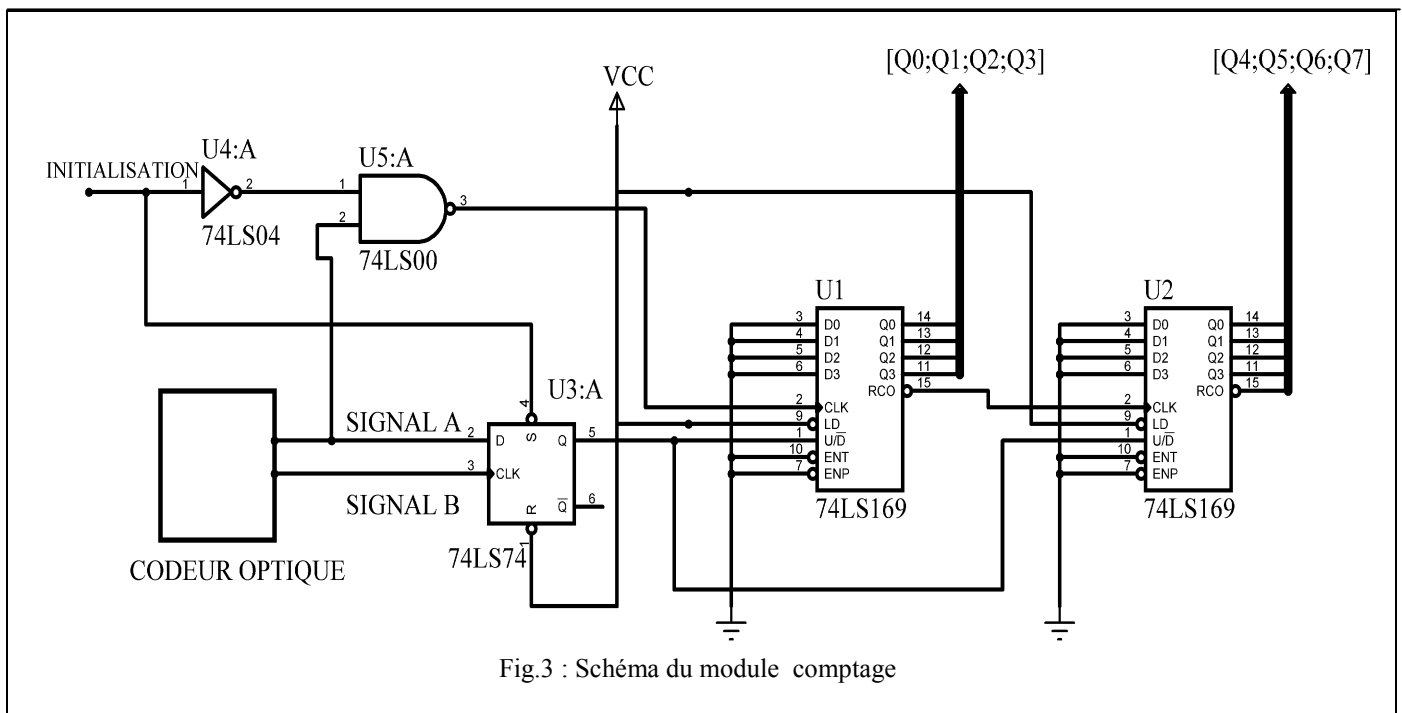 [Q0;Q1;Q2;Q3]
[Q4;Q5;Q6;Q7]
VCC
U4:A
U5:A
INITIALISATION
1
2
1
2
3
74LS04
74LS00
U1
U2
3 D0 Q0 14
4 D1 Q1 13
5 D2 Q2 12
6 D3 Q3 11
RCO 15
2 CLK
9 LD
1 U/D̅
10 ENT
7 ENP
74LS169
3 D0 Q0 14
4 D1 Q1 13
5 D2 Q2 12
6 D3 Q3 11
RCO 15
2 CLK
9 LD
1 U/D̅
10 ENT
7 ENP
74LS169
U3:A
4
SIGNAL A
2 D S Q 5
3 CLK
SIGNAL B
R Q̅ 6
1
74LS74
CODEUR OPTIQUE
Fig.3 : Schéma du module comptage